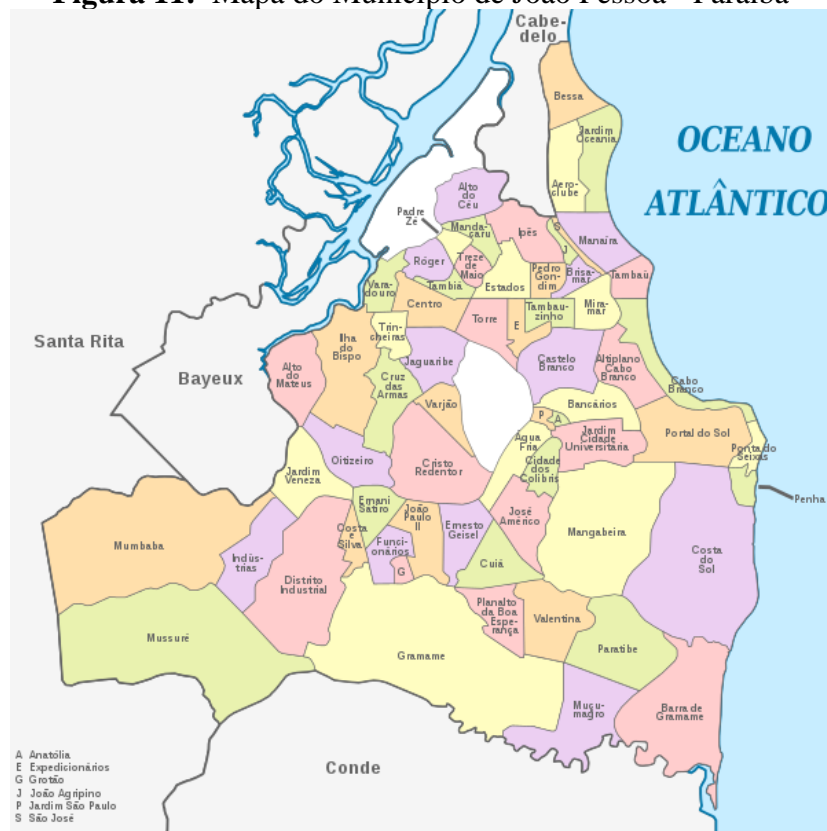 Figura 11: Mapa do Município de João Pessoa - Paraíba
Cabe-
delo
Bessa
Jardim
Oceania
OCEANO
ATLÂNTICO
Aero-
clube
Alto
do
Céu
Padre
Zé
Manda-
caru
Ipês
S
J
Manaíra
Róger
Treze
de
Maio
Pedro
Gon-
dim
Brisa-
mar
Tambaú
Vara-
douro
Tambiá
Estados
Centro
Tambau-
zinho
Mira-
mar
Santa Rita
Ilha
do
Bispo
Trin-
cheiras
Torre
E
Bayeux
Alto
do
Mateus
Jaguaribe
Castelo
Branco
Altiplano
Cabo
Branco
Cabo
Branco
Cruz
das
Armas
Varjão
Bancários
P
A
Jardim
Cidade
Universitária
Portal do Sol
Ponta do
Seixas
Água
Fria
Cidade
dos
Colibris
Oitizeiro
Cristo
Redentor
Jardim
Veneza
Penha
Ernani
Sátiro
João
Paulo
II
José
Américo
Mumbaba
Indús-
trias
Costa
e
Silva
Funcio-
onários
Ernesto
Geisel
Mangabeira
Costa
do
Sol
Distrito
Industrial
G
Cuiá
Planalto
da Boa
Espe-
rança
Valentina
Mussuré
Gramame
Paratibe
Muçu-
magro
Barra de
Gramame
Conde
A Anatólia
E Expedicionários
G Grotão
J João Agripino
P Jardim São Paulo
S São José